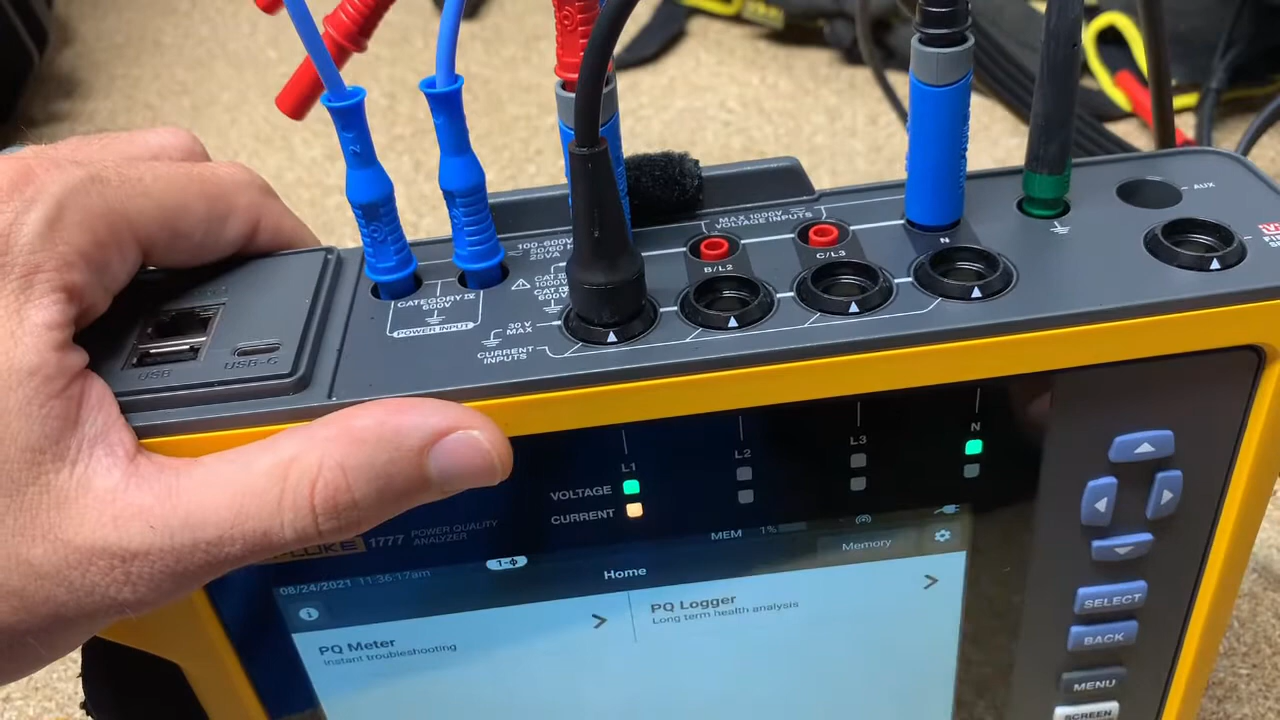 AUX
MAX 1000V
VOLTAGE INPUTS
100-600V
50/60 H
25VA
CAT III
1000V
CAT IV
600V
B/L2
C/L3
N
CATEGORY IV
600V
POWER INPUT
30 V
MAX
CURRENT
INPUTS
USB
USB-C
L1
L2
L3
N
VOLTAGE
CURRENT
FLUKE 1777 POWER QUALITY
ANALYZER
MEM 1%
08/24/2021 11:36:17am
1-ϕ
Home
Memory
PQ Meter
Instant troubleshooting
PQ Logger
Long term health analysis
SELECT
BACK
MENU
SCREEN